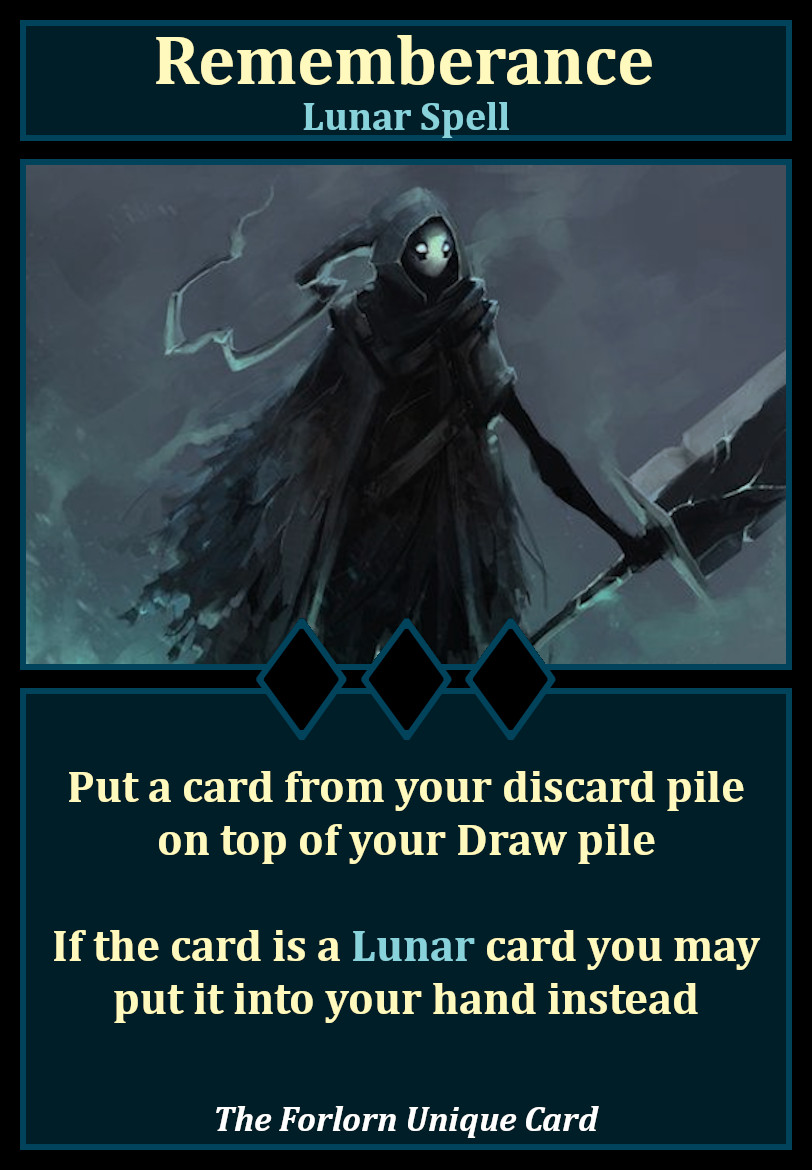 Rememberance
Lunar Spell
Put a card from your discard pile
on top of your Draw pile
If the card is a Lunar card you may
put it into your hand instead
The Forlorn Unique Card